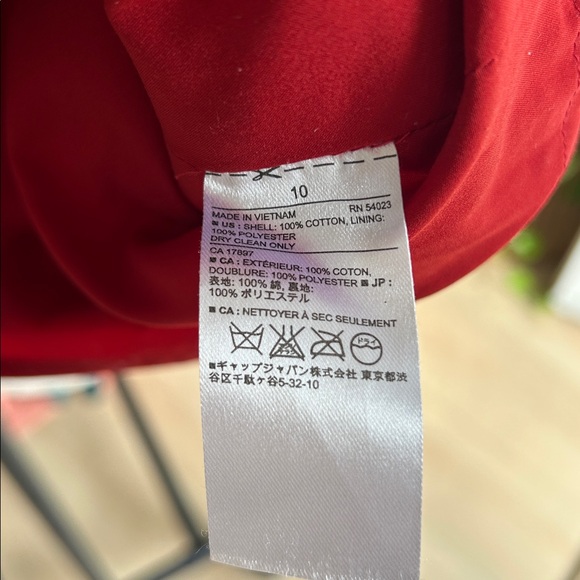 10
MADE IN VIETNAM RN 54023
■ US : SHELL: 100% COTTON, LINING:
100% POLYESTER
DRY CLEAN ONLY
CA 17897
■ CA : EXTÉRIEUR: 100% COTON,
DOUBLURE: 100% POLYESTER ■ JP :
表地: 100% 綿, 裏地:
100% ポリエステル
■ CA : NETTOYER À SEC SEULEMENT
ドライ
■ギャップジャパン株式会社 東京都渋
谷区千駄ヶ谷5-32-10